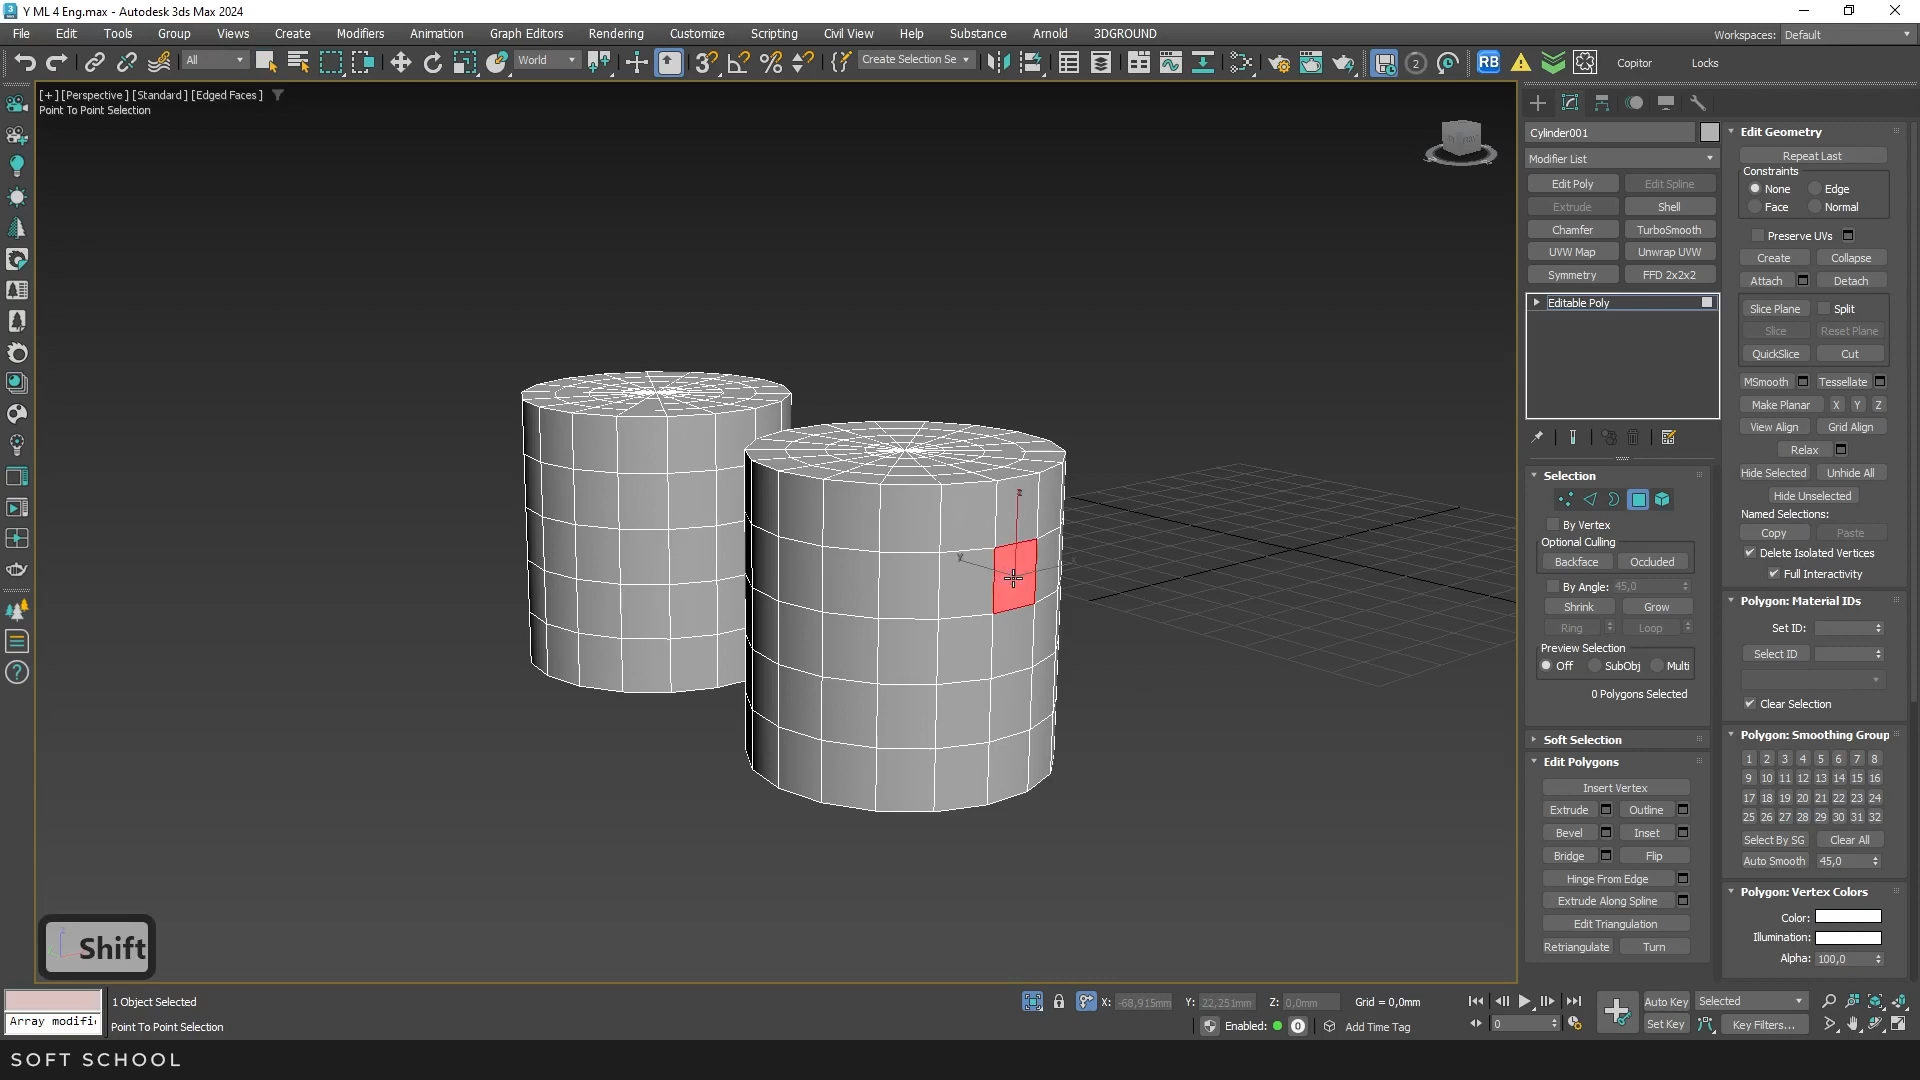 Y ML 4 Eng.max - Autodesk 3ds Max 2024
File Edit Tools Group Views Create Modifiers Animation Graph Editors Rendering Customize Scripting Civil View Help Substance Arnold 3DGROUND
Workspaces: Default
All World Create Selection Se 2 RB Copitor Locks
[+] [Perspective ] [Standard ] [Edged Faces ]
Point To Point Selection
Cylinder001
Modifier List
Edit Poly Edit Spline
Extrude Shell
Chamfer TurboSmooth
UVW Map Unwrap UVW
Symmetry FFD 2x2x2
Editable Poly
Selection
By Vertex
Optional Culling
Backface Occluded
By Angle: 45,0
Shrink Grow
Ring Loop
Preview Selection
Off SubObj Multi
0 Polygons Selected
Soft Selection
Edit Polygons
Insert Vertex
Extrude Outline
Bevel Inset
Bridge Flip
Hinge From Edge
Extrude Along Spline
Edit Triangulation
Retriangulate Turn
Edit Geometry
Repeat Last
Constraints
None Edge
Face Normal
Preserve UVs
Create Collapse
Attach Detach
Slice Plane Split
Slice Reset Plane
QuickSlice Cut
MSmooth Tessellate
Make Planar X Y Z
View Align Grid Align
Relax
Hide Selected Unhide All
Hide Unselected
Named Selections:
Copy Paste
Delete Isolated Vertices
Full Interactivity
Polygon: Material IDs
Set ID:
Select ID
Clear Selection
Polygon: Smoothing Group
1 2 3 4 5 6 7 8
9 10 11 12 13 14 15 16
17 18 19 20 21 22 23 24
25 26 27 28 29 30 31 32
Select By SG Clear All
Auto Smooth 45,0
Polygon: Vertex Colors
Color:
Illumination:
Alpha: 100,0
z
y
Shift
Array modifi
1 Object Selected
Point To Point Selection
X: -68,915mm Y: 22,251mm Z: 0,0mm Grid = 0,0mm
Enabled: 0 Add Time Tag
0
Auto Key Selected
Set Key Key Filters...
SOFT SCHOOL